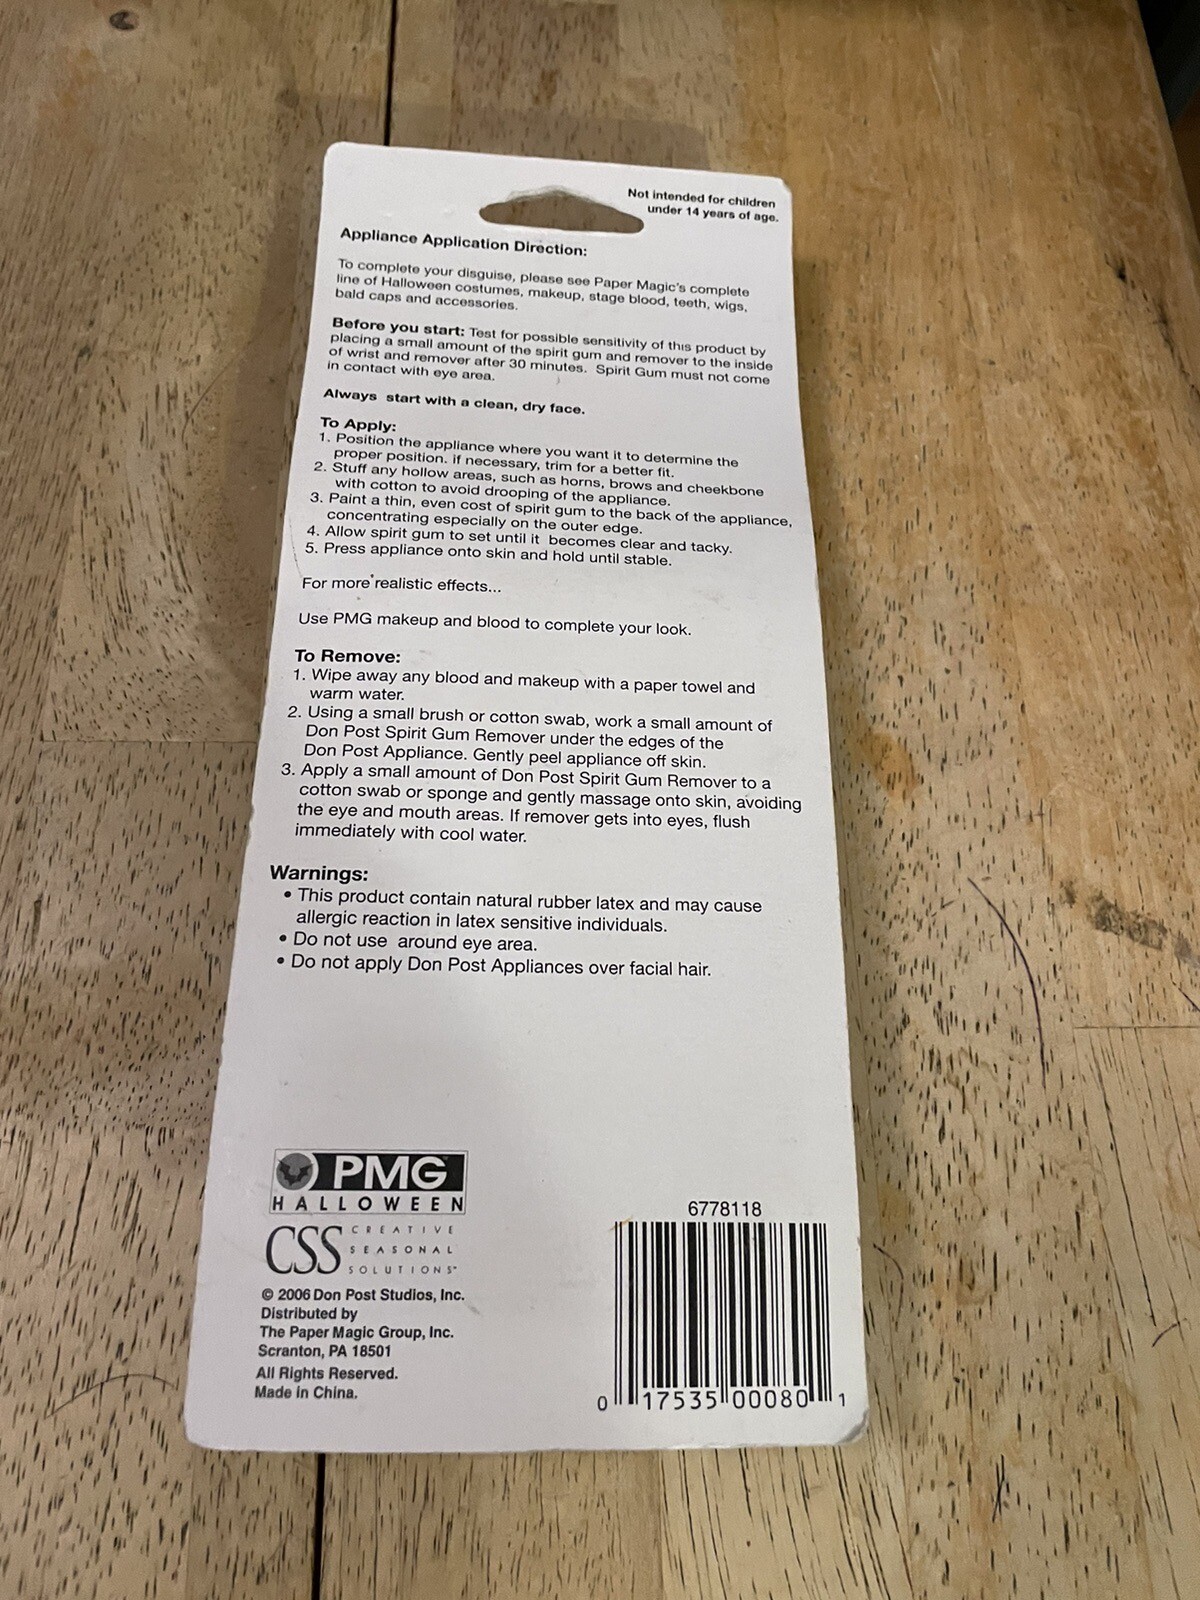 Not intended for children
under 14 years of age.
Appliance Application Direction:
To complete your disguise, please see Paper Magic's complete
line of Halloween costumes, makeup, stage blood, teeth, wigs,
bald caps and accessories.
Before you start: Test for possible sensitivity of this product by
placing a small amount of the spirit gum and remover to the inside
of wrist and remover after 30 minutes. Spirit Gum must not come
in contact with eye area.
Always start with a clean, dry face.
To Apply:
1. Position the appliance where you want it to determine the
proper position. if necessary, trim for a better fit.
2. Stuff any hollow areas, such as horns, brows and cheekbone
with cotton to avoid drooping of the appliance.
3. Paint a thin, even cost of spirit gum to the back of the appliance,
concentrating especially on the outer edge.
4. Allow spirit gum to set until it becomes clear and tacky.
5. Press appliance onto skin and hold until stable.
For more realistic effects...
Use PMG makeup and blood to complete your look.
To Remove:
1. Wipe away any blood and makeup with a paper towel and
warm water.
2. Using a small brush or cotton swab, work a small amount of
Don Post Spirit Gum Remover under the edges of the
Don Post Appliance. Gently peel appliance off skin.
3. Apply a small amount of Don Post Spirit Gum Remover to a
cotton swab or sponge and gently massage onto skin, avoiding
the eye and mouth areas. If remover gets into eyes, flush
immediately with cool water.
Warnings:
• This product contain natural rubber latex and may cause
allergic reaction in latex sensitive individuals.
• Do not use around eye area.
• Do not apply Don Post Appliances over facial hair.
PMG
HALLOWEEN
CSS CREATIVE
SEASONAL
SOLUTIONS
© 2006 Don Post Studios, Inc.
Distributed by
The Paper Magic Group, Inc.
Scranton, PA 18501
All Rights Reserved.
Made in China.
6778118
0 17535 00080 1